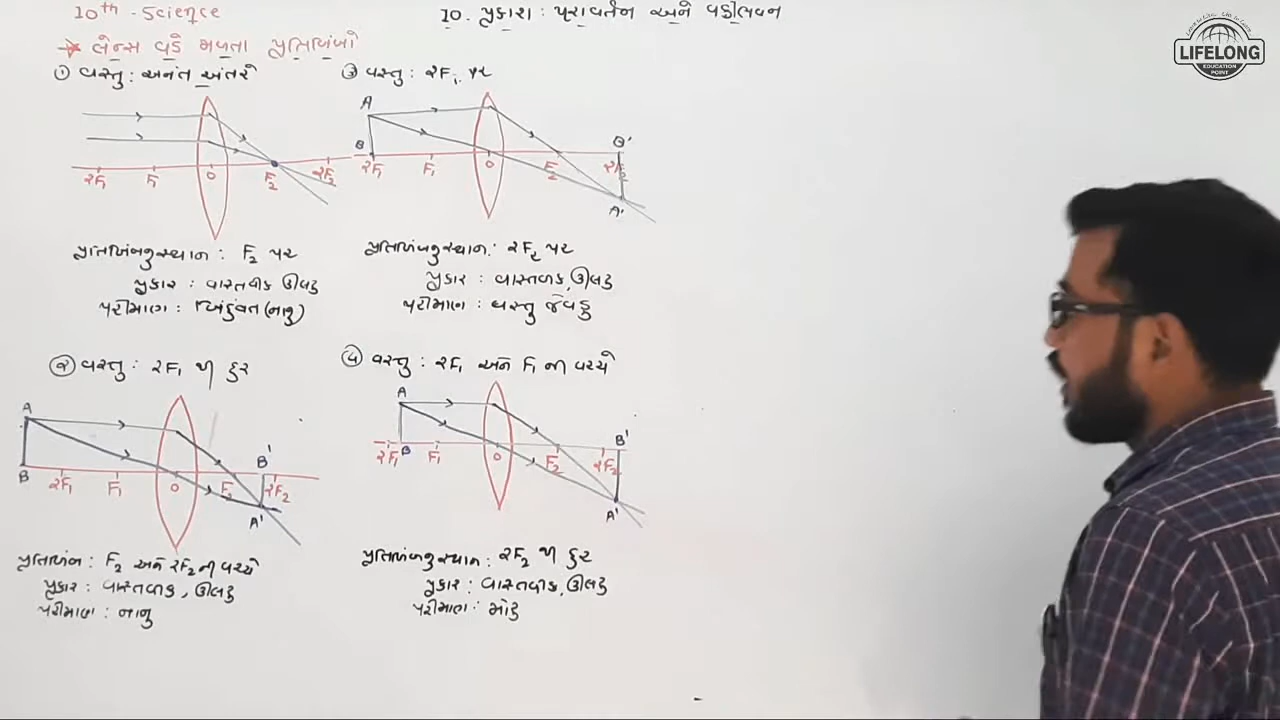 10th - Science
10. પ્રકાશ : પરાવર્તન અને વક્રીભવન
→ લેન્સ વડે મળતા પ્રતિબિંબો
① વસ્તુ : અનંત અંતરે
2F₁ F₁ O F₂ 2F₂
પ્રતિબિંબનુ સ્થાન : F₂ પર
પ્રકાર : વાસ્તવીક ઊલટુ
પરીમાણ : બિંદુવત (નાનુ)
② વસ્તુ : 2F₁ થી દુર
A
B 2F₁ F₁ O F₂ B' 2F₂
A'
પ્રતિબિંબ : F₂ અને 2F₂ ની વચ્ચે
પ્રકાર : વાસ્તવીક, ઊલટુ
પરીમાણ : નાનુ
③ વસ્તુ : 2F₁ પર
A
B 2F₁ F₁ O F₂ B' 2F₂
A'
પ્રતિબિંબનુ સ્થાન : 2F₂ પર
પ્રકાર : વાસ્તવીક, ઊલટુ
પરીમાણ : વસ્તુ જેવડુ
④ વસ્તુ : 2F₁ અને F₁ ની વચ્ચે
A
2F₁ B F₁ O F₂ 2F₂ B'
A'
પ્રતિબિંબનુ સ્થાન : 2F₂ થી દુર
પ્રકાર : વાસ્તવીક, ઊલટુ
પરીમાણ : મોટુ
LIFELONG
EDUCATION
POINT